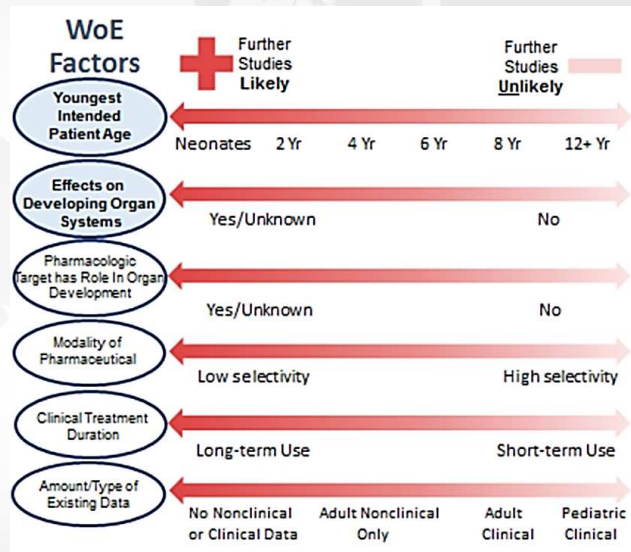 WoE
Factors
Further
Studies
Likely
Further
Studies
Unlikely
Youngest
Intended
Patient Age
Neonates 2 Yr 4 Yr 6 Yr 8 Yr 12+ Yr
Effects on
Developing Organ
Systems
Yes/Unknown No
Pharmacologic
Target has Role In Organ
Development
Yes/Unknown No
Modality of
Pharmaceutical
Low selectivity High selectivity
Clinical Treatment
Duration
Long-term Use Short-term Use
Amount/Type of
Existing Data
No Nonclinical Adult Nonclinical Adult Pediatric
or Clinical Data Only Clinical Clinical